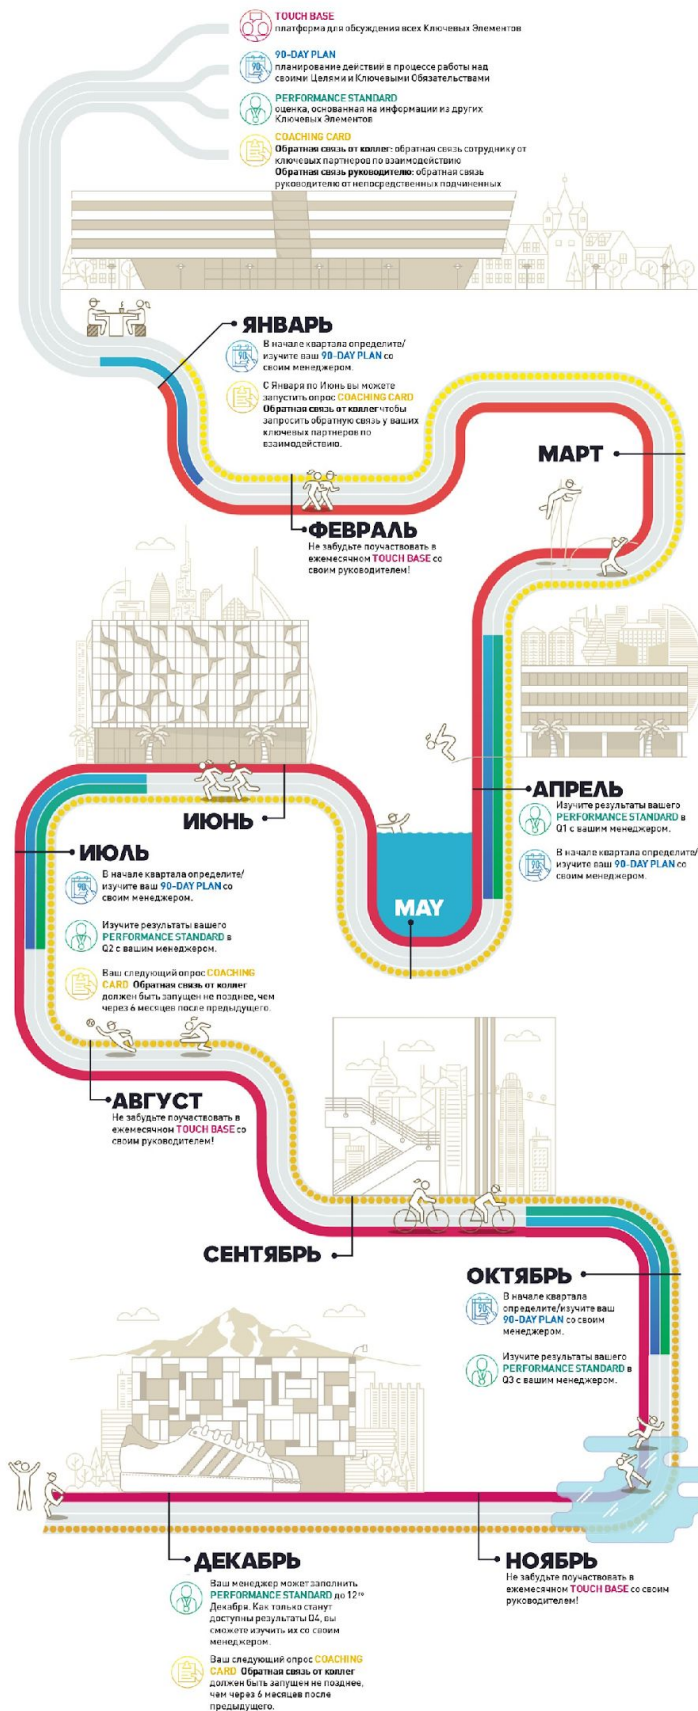 TOUCH BASE
платформа для обсуждения всех Ключевых Элементов
90-DAY PLAN
планирование действий в процессе работы над
своими Целями и Ключевыми Обязательствами
PERFORMANCE STANDARD
оценка, основанная на информации из других
Ключевых Элементов
COACHING CARD
Обратная связь от коллег: обратная связь сотруднику от
ключевых партнеров по взаимодействию
Обратная связь руководителю: обратная связь
руководителю от непосредственных подчиненных
ЯНВАРЬ
В начале квартала определите/
изучите ваш 90-DAY PLAN со
своим менеджером.
С Января по Июнь вы можете
запустить опрос COACHING CARD
Обратная связь от коллег чтобы
запросить обратную связь у ваших
ключевых партнеров по
взаимодействию.
МАРТ
ФЕВРАЛЬ
Не забудьте поучаствовать в
ежемесячном TOUCH BASE со
своим руководителем!
АПРЕЛЬ
Изучите результаты вашего
PERFORMANCE STANDARD в
Q1 с вашим менеджером.
В начале квартала определите/
изучите ваш 90-DAY PLAN со
своим менеджером.
ИЮНЬ
MAY
ИЮЛЬ
В начале квартала определите/
изучите ваш 90-DAY PLAN со
своим менеджером.
Изучите результаты вашего
PERFORMANCE STANDARD в
Q2 с вашим менеджером.
Ваш следующий опрос COACHING
CARD Обратная связь от коллег
должен быть запущен не позднее, чем
через 6 месяцев после предыдущего.
АВГУСТ
Не забудьте поучаствовать в
ежемесячном TOUCH BASE со
своим руководителем!
СЕНТЯБРЬ
ОКТЯБРЬ
В начале квартала
определите/изучите ваш
90-DAY PLAN со своим
менеджером.
Изучите результаты вашего
PERFORMANCE STANDARD в
Q3 с вашим менеджером.
ДЕКАБРЬ
Ваш менеджер может заполнить
PERFORMANCE STANDARD до 12го
Декабря. Как только станут
доступны результаты Q4, вы
сможете изучить их со своим
менеджером.
Ваш следующий опрос COACHING
CARD Обратная связь от коллег
должен быть запущен не позднее,
чем через 6 месяцев после
предыдущего.
НОЯБРЬ
Не забудьте поучаствовать в
ежемесячном TOUCH BASE со своим
руководителем!